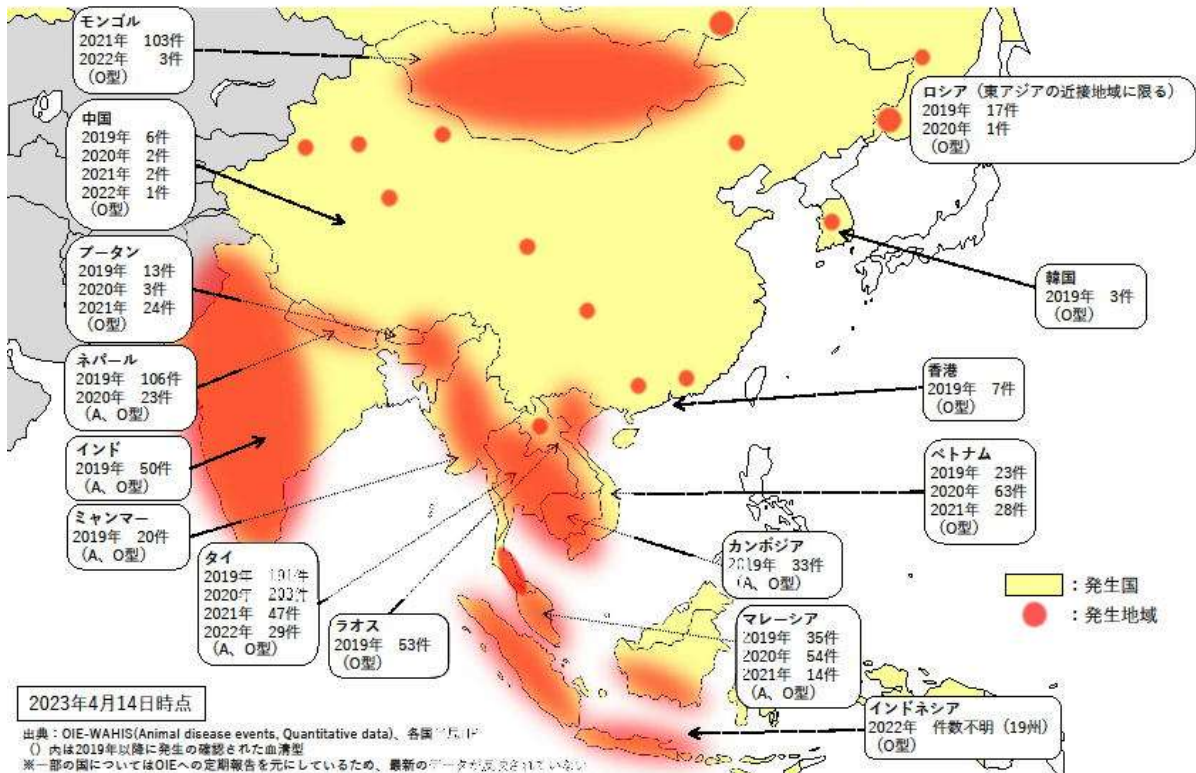 モンゴル
2021年 103件
2022年 3件
(O型)
中国
2019年 6件
2020年 2件
2021年 2件
2022年 1件
(O型)
ブータン
2019年 13件
2020年 3件
2021年 24件
(O型)
ネパール
2019年 106件
2020年 23件
(A、O型)
インド
2019年 50件
(A、O型)
ミャンマー
2019年 20件
(A、O型)
タイ
2019年
2020年
2021年 47件
2022年 29件
(A、O型)
ラオス
2019年 53件
(O型)
ロシア (東アジアの近接地域に限る)
2019年 17件
2020年 1件
(O型)
韓国
2019年 3件
(O型)
香港
2019年 7件
(O型)
ベトナム
2019年 23件
2020年 63件
2021年 28件
(O型)
カンボジア
2019年 33件
(A、O型)
マレーシア
2019年 35件
2020年 54件
2021年 14件
(A、O型)
インドネシア
2022年 件数不明 (19州)
(O型)
:発生国
:発生地域
2023年4月14日時点
出典:OIE-WAHIS(Animal disease events, Quantitative data)、各国
() 内は2019年以降に発生の確認された血清型
※一部の国についてはOIEへの定期報告を元にしているため、最新の